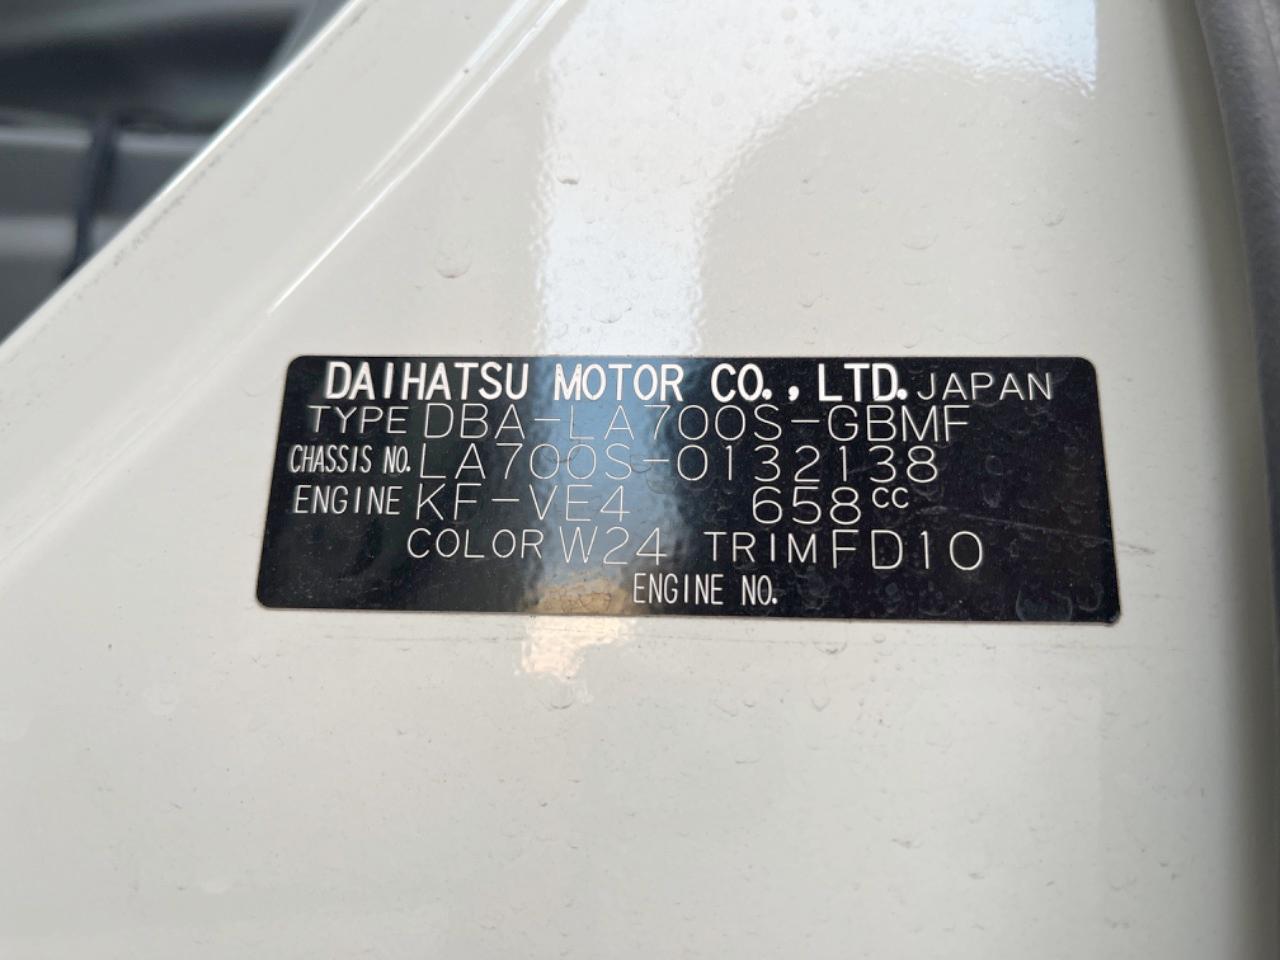 DAIHATSU MOTOR CO., LTD. JAPAN
TYPE DBA-LA700S-GBMF
CHASSIS NO. LA700S-0132138
ENGINE KF-VE4 658cc
COLOR W24 TRIM FD10
ENGINE NO.